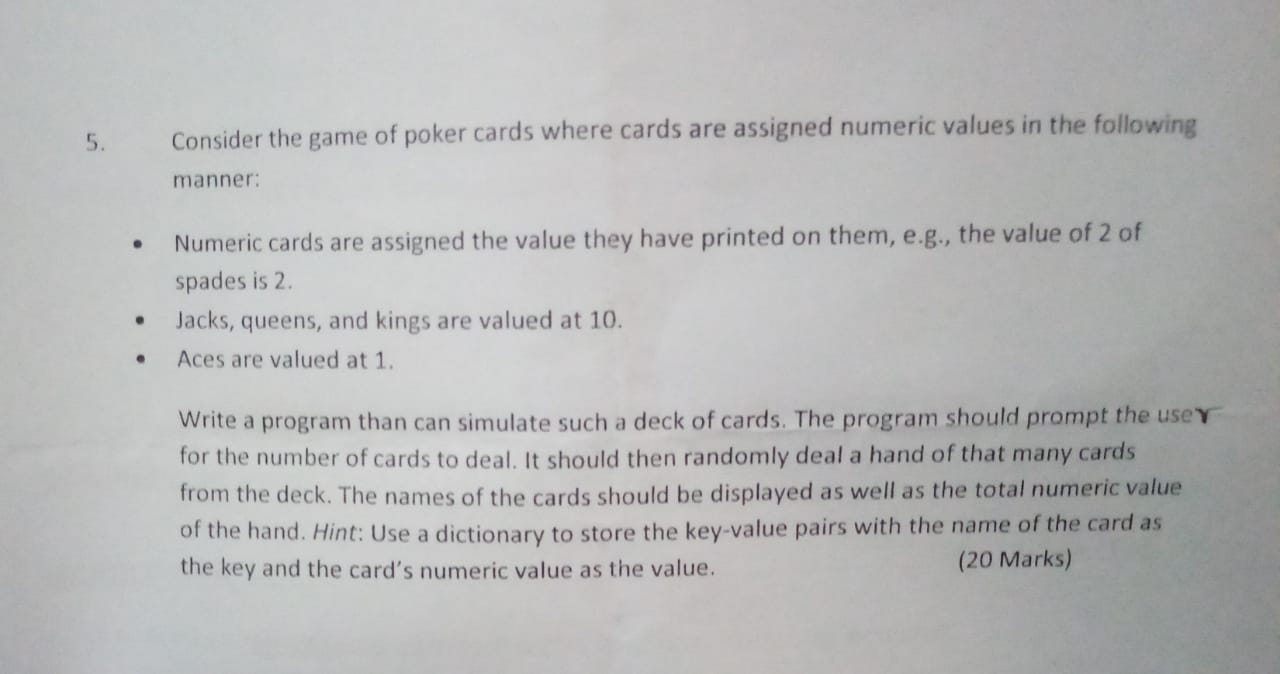 5. Consider the game of poker cards where cards are assigned numeric values in the following
manner:
• Numeric cards are assigned the value they have printed on them, e.g., the value of 2 of
spades is 2.
• Jacks, queens, and kings are valued at 10.
• Aces are valued at 1.
Write a program than can simulate such a deck of cards. The program should prompt the user
for the number of cards to deal. It should then randomly deal a hand of that many cards
from the deck. The names of the cards should be displayed as well as the total numeric value
of the hand. Hint: Use a dictionary to store the key-value pairs with the name of the card as
the key and the card's numeric value as the value. (20 Marks)